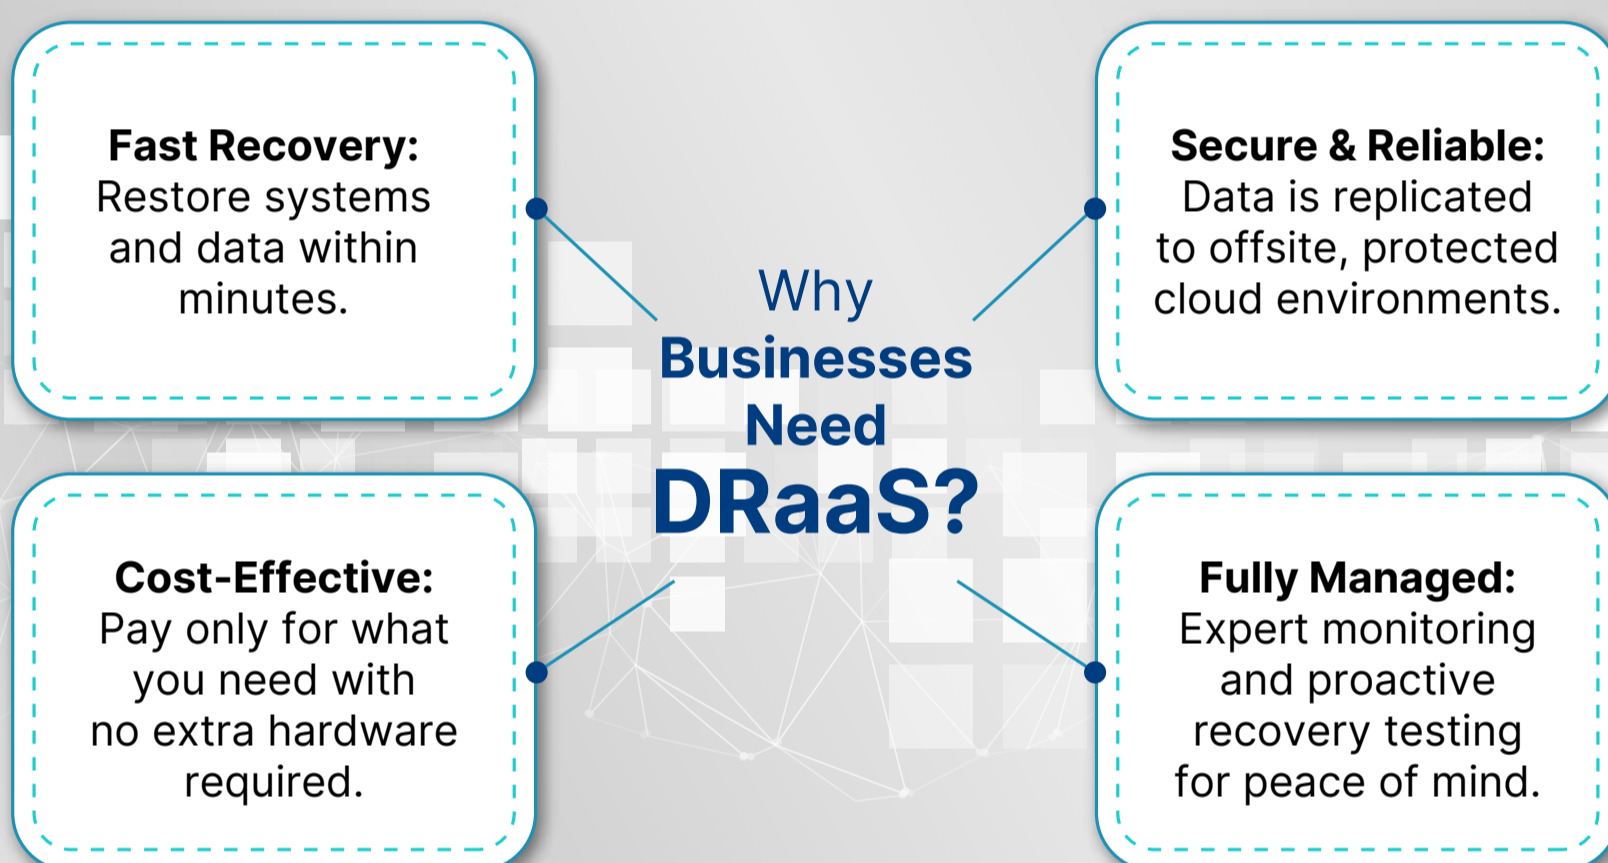 Fast Recovery:
Restore systems
and data within
minutes.
Secure & Reliable:
Data is replicated
to offsite, protected
cloud environments.
Why
Businesses
Need
DRaaS?
Cost-Effective:
Pay only for what
you need with
no extra hardware
required.
Fully Managed:
Expert monitoring
and proactive
recovery testing
for peace of mind.